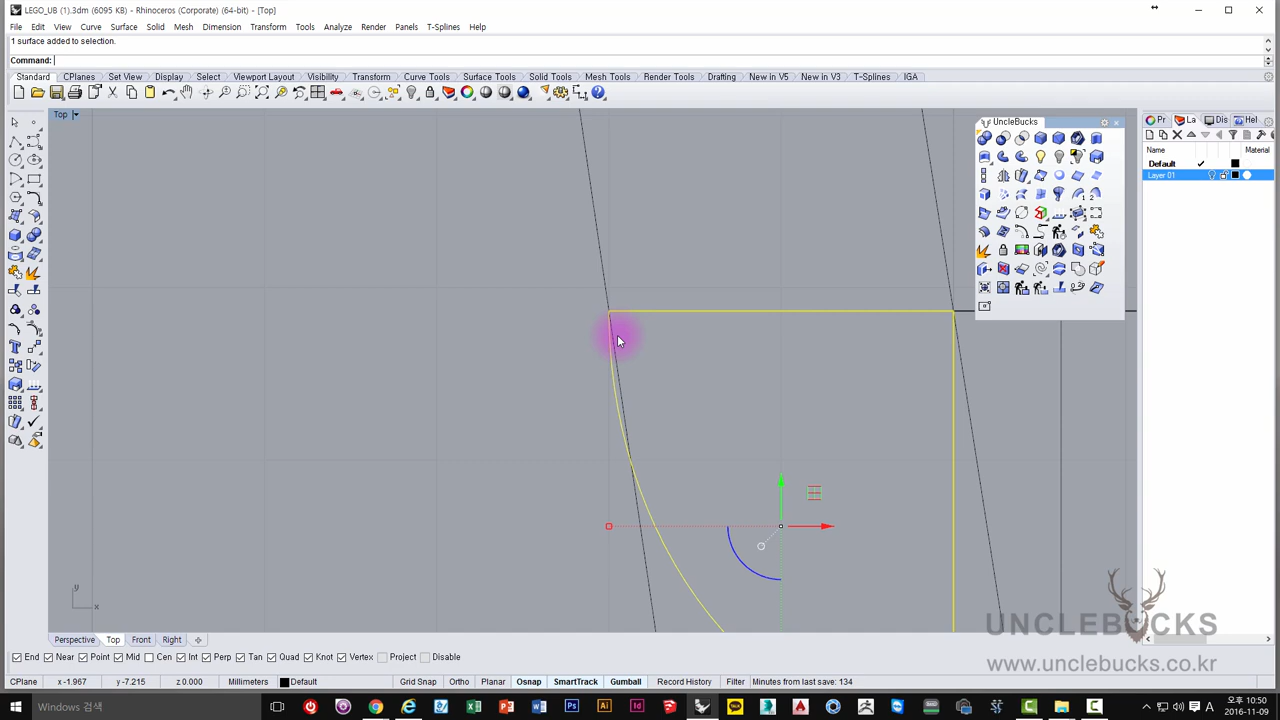 LEGO_UB (1).3dm (6095 KB) - Rhinoceros (Corporate) (64-bit) - [Top]
File Edit View Curve Surface Solid Mesh Dimension Transform Tools Analyze Render Panels T-Splines Help
1 surface added to selection.
Command:
Standard CPlanes Set View Display Select Viewport Layout Visibility Transform Curve Tools Surface Tools Solid Tools Mesh Tools Render Tools Drafting New in V5 New in V3 T-Splines IGA
Top
UncleBucks
Pr La Dis Hel
Name Material
Default
Layer 01
y
x
UNCLEBUCKS
www.unclebucks.co.kr
Perspective Top Front Right
End Near Point Mid Cen Int Perp Tan Quad Knot Vertex Project Disable
CPlane x -1.967 y -7.215 z 0.000 Millimeters Default Grid Snap Ortho Planar Osnap SmartTrack Gumball Record History Filter Minutes from last save: 134
Windows 검색
A 오후 10:50
2016-11-09